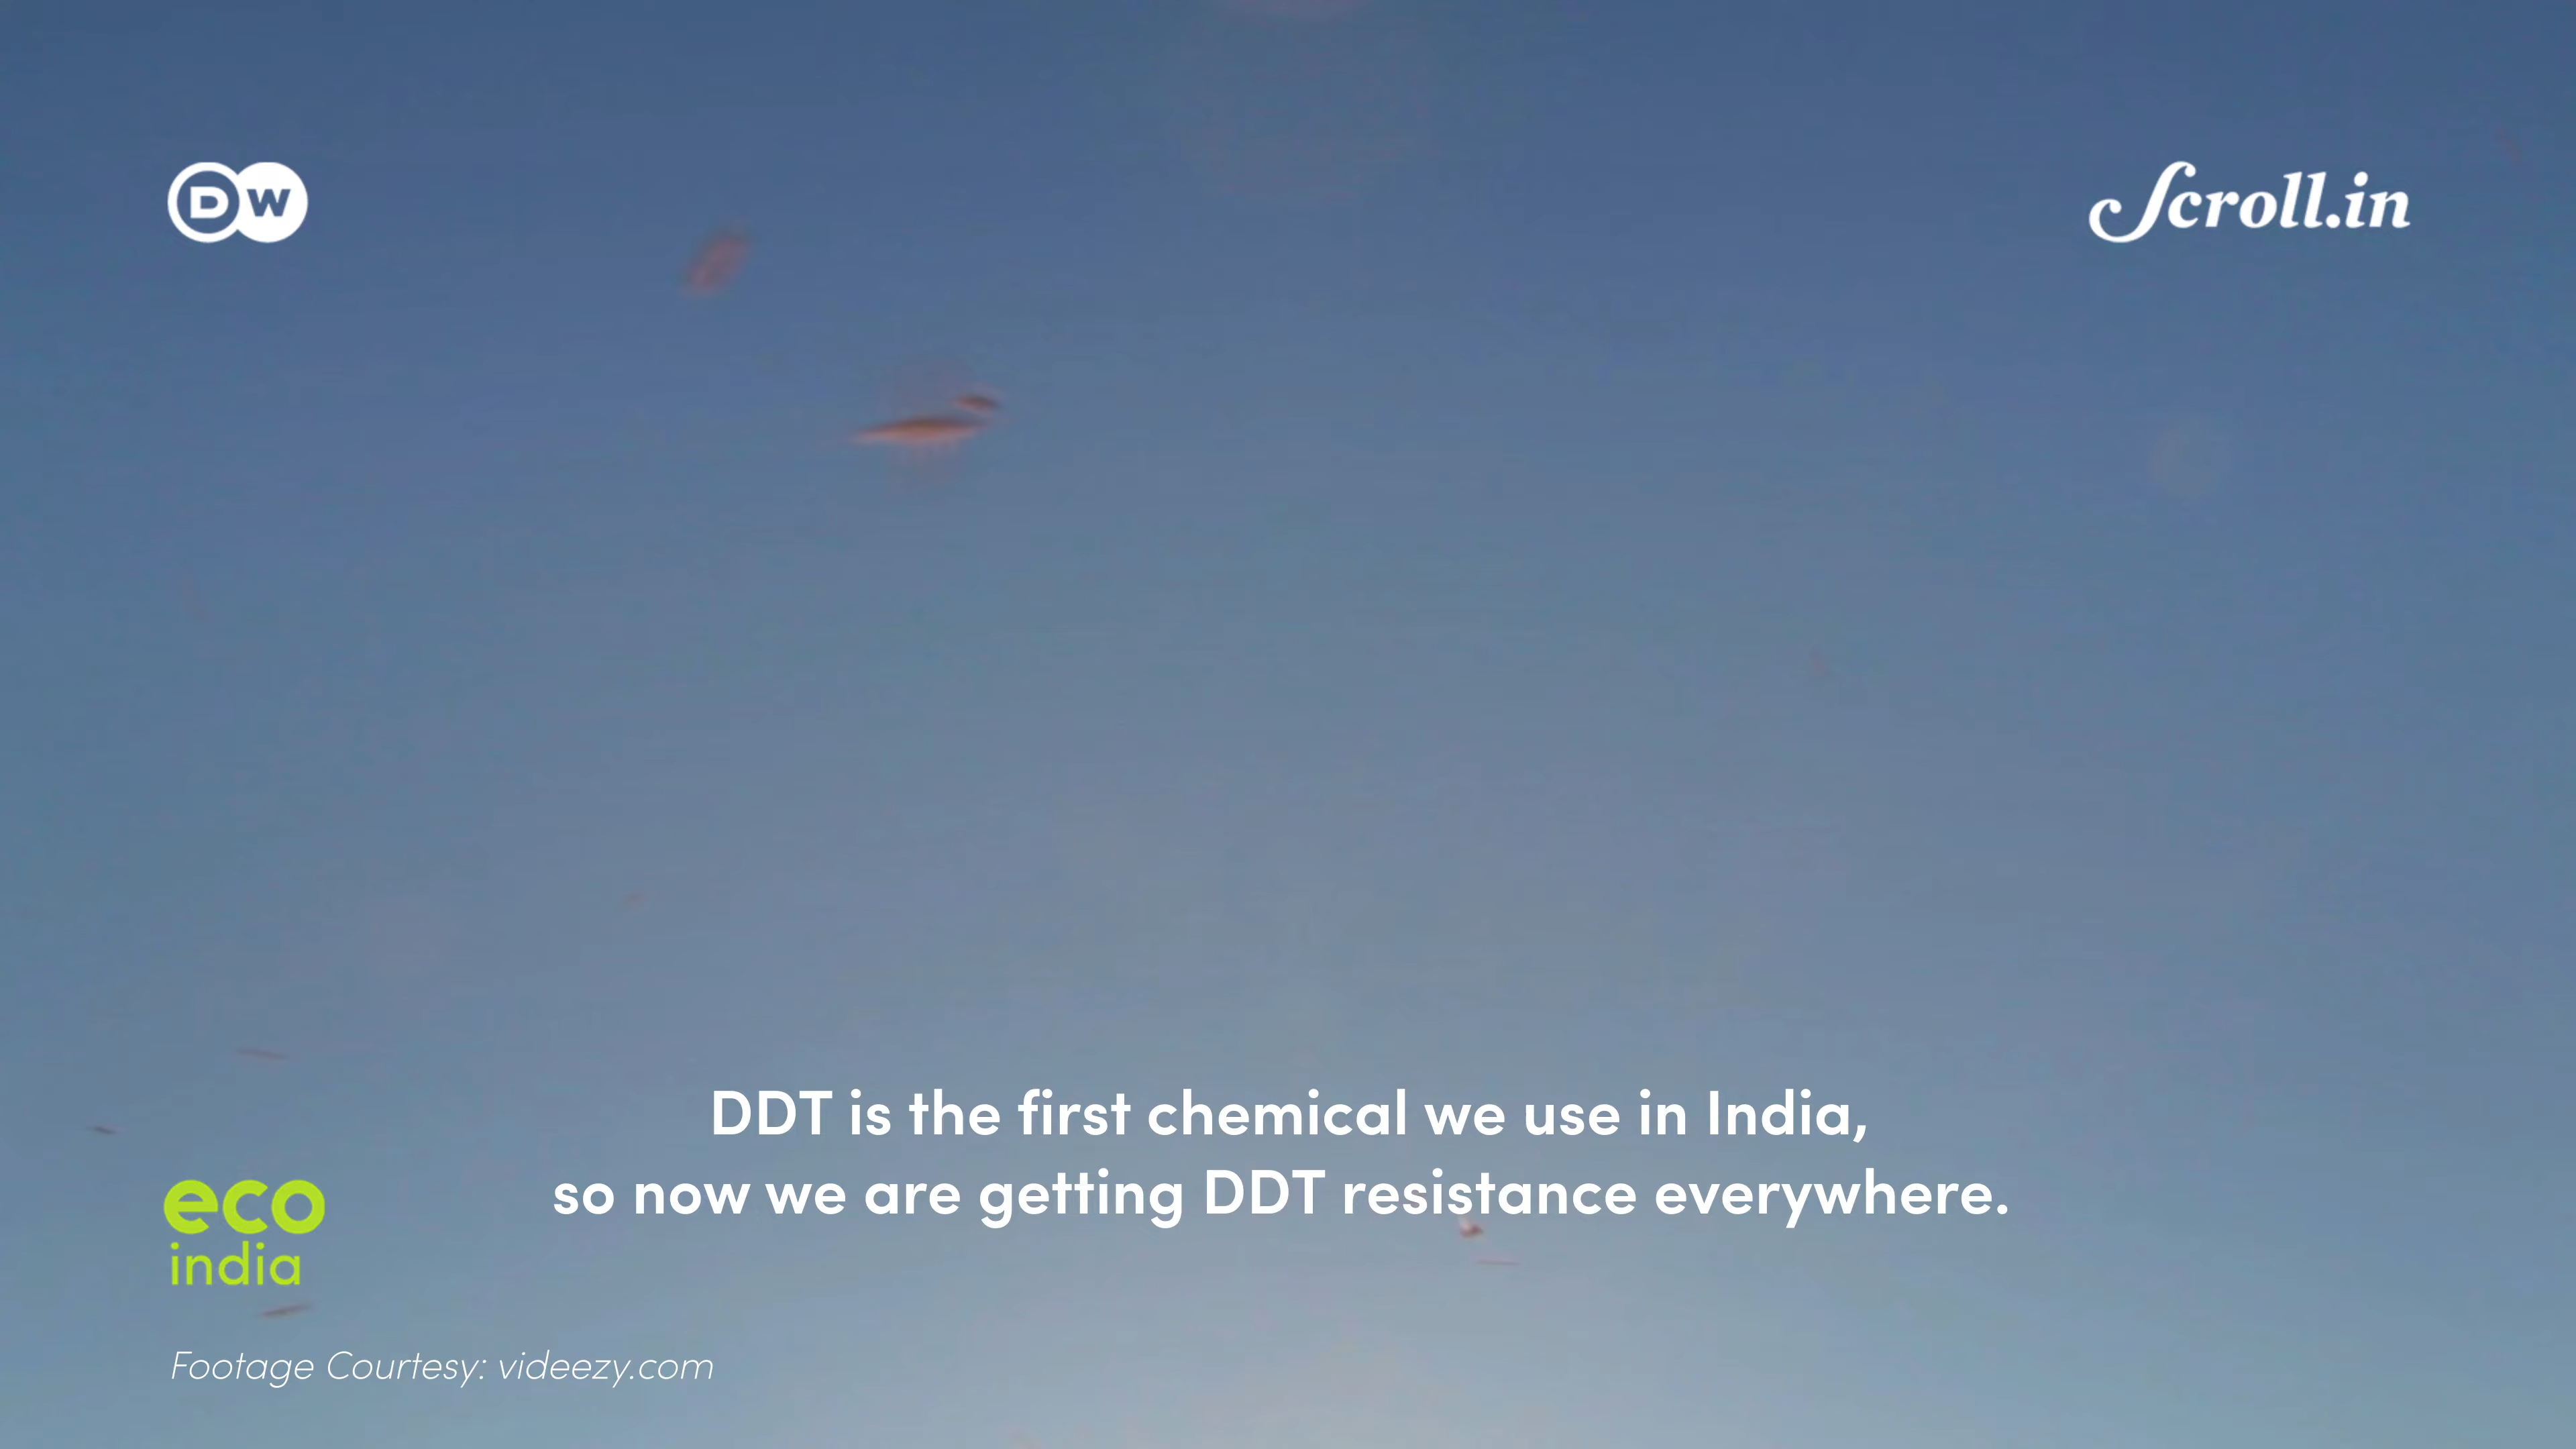 DW
Scroll.in
DDT is the first chemical we use in India,
so now we are getting DDT resistance everywhere.
eco
india
Footage Courtesy: videezy.com